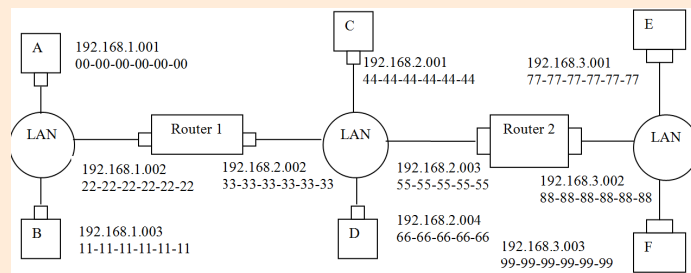 A
192.168.1.001
00-00-00-00-00-00
C
192.168.2.001
44-44-44-44-44-44
E
192.168.3.001
77-77-77-77-77-77
LAN
Router 1
LAN
Router 2
LAN
192.168.1.002
22-22-22-22-22-22
192.168.2.002
33-33-33-33-33-33
192.168.2.003
55-55-55-55-55
192.168.3.002
88-88-88-88-88-88
B
192.168.1.003
11-11-11-11-11-11
D
192.168.2.004
66-66-66-66-66
192.168.3.003
99-99-99-99-99-99
F